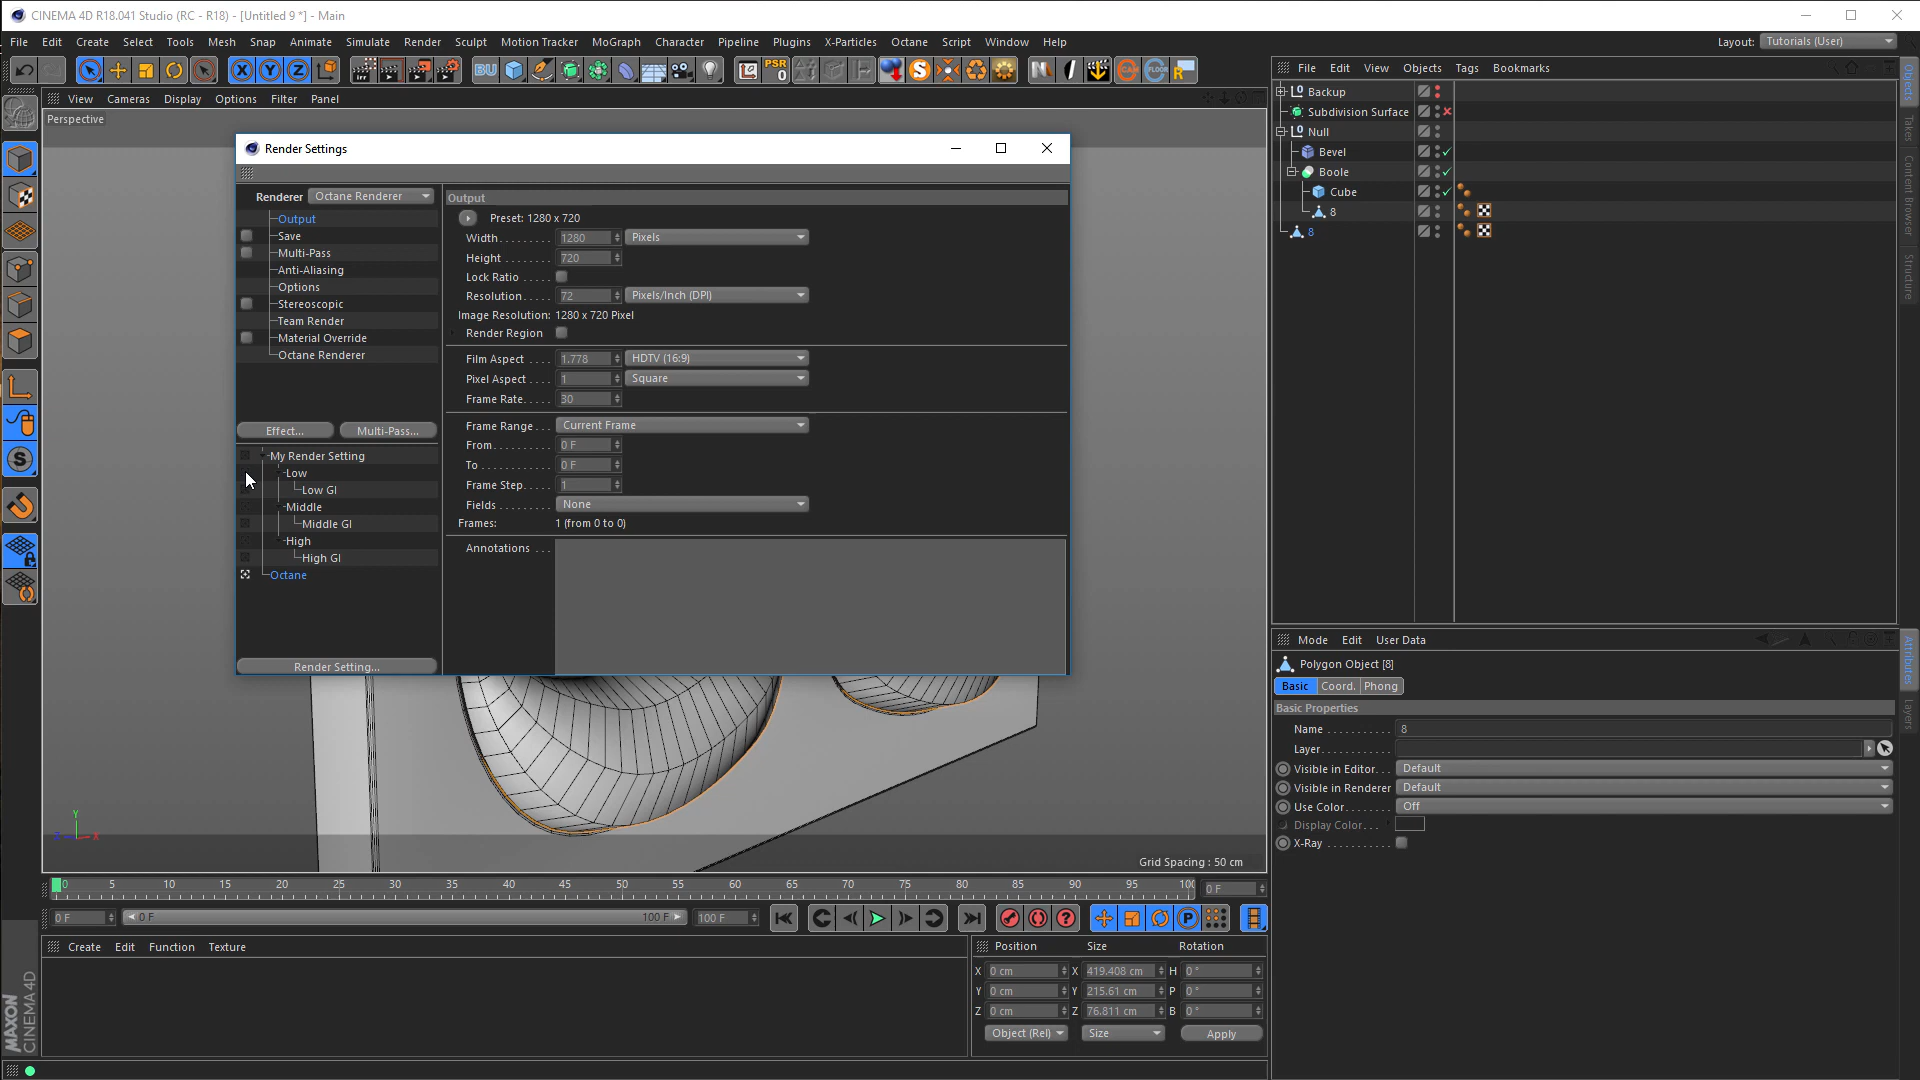 CINEMA 4D R18.041 Studio (RC - R18) - [Untitled 9 *] - Main
File Edit Create Select Tools Mesh Snap Animate Simulate Render Sculpt Motion Tracker MoGraph Character Pipeline Plugins X-Particles Octane Script Window Help
Layout: Tutorials (User)
BU PSR 0
CAM FLOOR
View Cameras Display Options Filter Panel
Perspective
Render Settings
Renderer Octane Renderer
Output
Save
Multi-Pass
Anti-Aliasing
Options
Stereoscopic
Team Render
Material Override
Octane Renderer
Effect... Multi-Pass...
My Render Setting
Low
Low GI
Middle
Middle GI
High
High GI
Octane
Render Setting...
Output
Preset: 1280 x 720
Width......... 1280 Pixels
Height ........ 720
Lock Ratio .....
Resolution..... 72 Pixels/Inch (DPI)
Image Resolution: 1280 x 720 Pixel
Render Region
Film Aspect .... 1.778 HDTV (16:9)
Pixel Aspect .... 1 Square
Frame Rate..... 30
Frame Range... Current Frame
From.......... 0 F
To ............ 0 F
Frame Step..... 1
Fields ......... None
Frames: 1 (from 0 to 0)
Annotations ...
Grid Spacing : 50 cm
Y
X
0 5 10 15 20 25 30 35 40 45 50 55 60 65 70 75 80 85 90 95 100
0 F
0 F 0 F 100 F 100 F
Create Edit Function Texture
Position Size Rotation
X 0 cm X 419.408 cm H 0 °
Y 0 cm Y 215.61 cm P 0 °
Z 0 cm Z 76.811 cm B 0 °
Object (Rel) Size Apply
MAXON
CINEMA 4D
File Edit View Objects Tags Bookmarks
Backup
Subdivision Surface
Null
Bevel
Boole
Cube
8
8
Objects
Takes
Content Browser
Structure
Mode Edit User Data
Polygon Object [8]
Basic Coord. Phong
Basic Properties
Name ........... 8
Layer............
Visible in Editor... Default
Visible in Renderer Default
Use Color........ Off
Display Color...
X-Ray ...........
Attributes
Layers